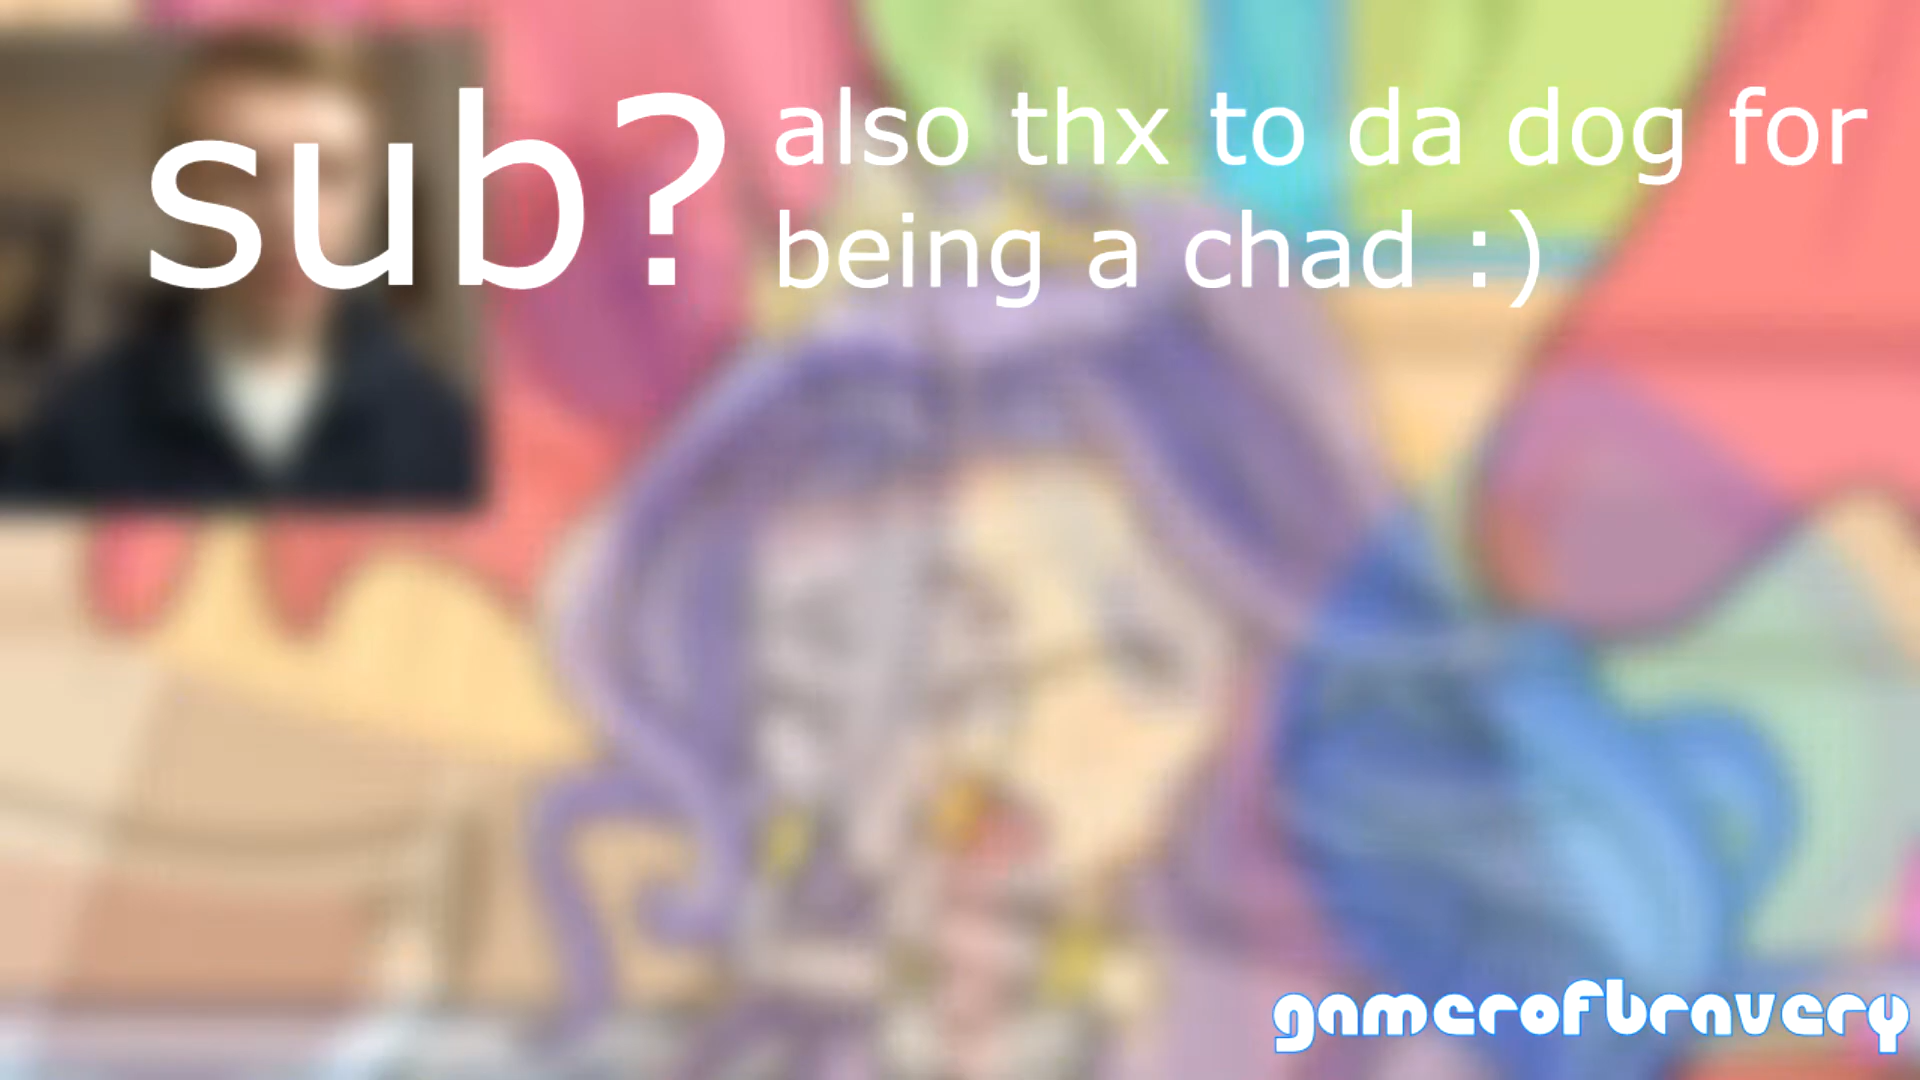 sub?
also thx to da dog for
being a chad :)
gamerofbravery